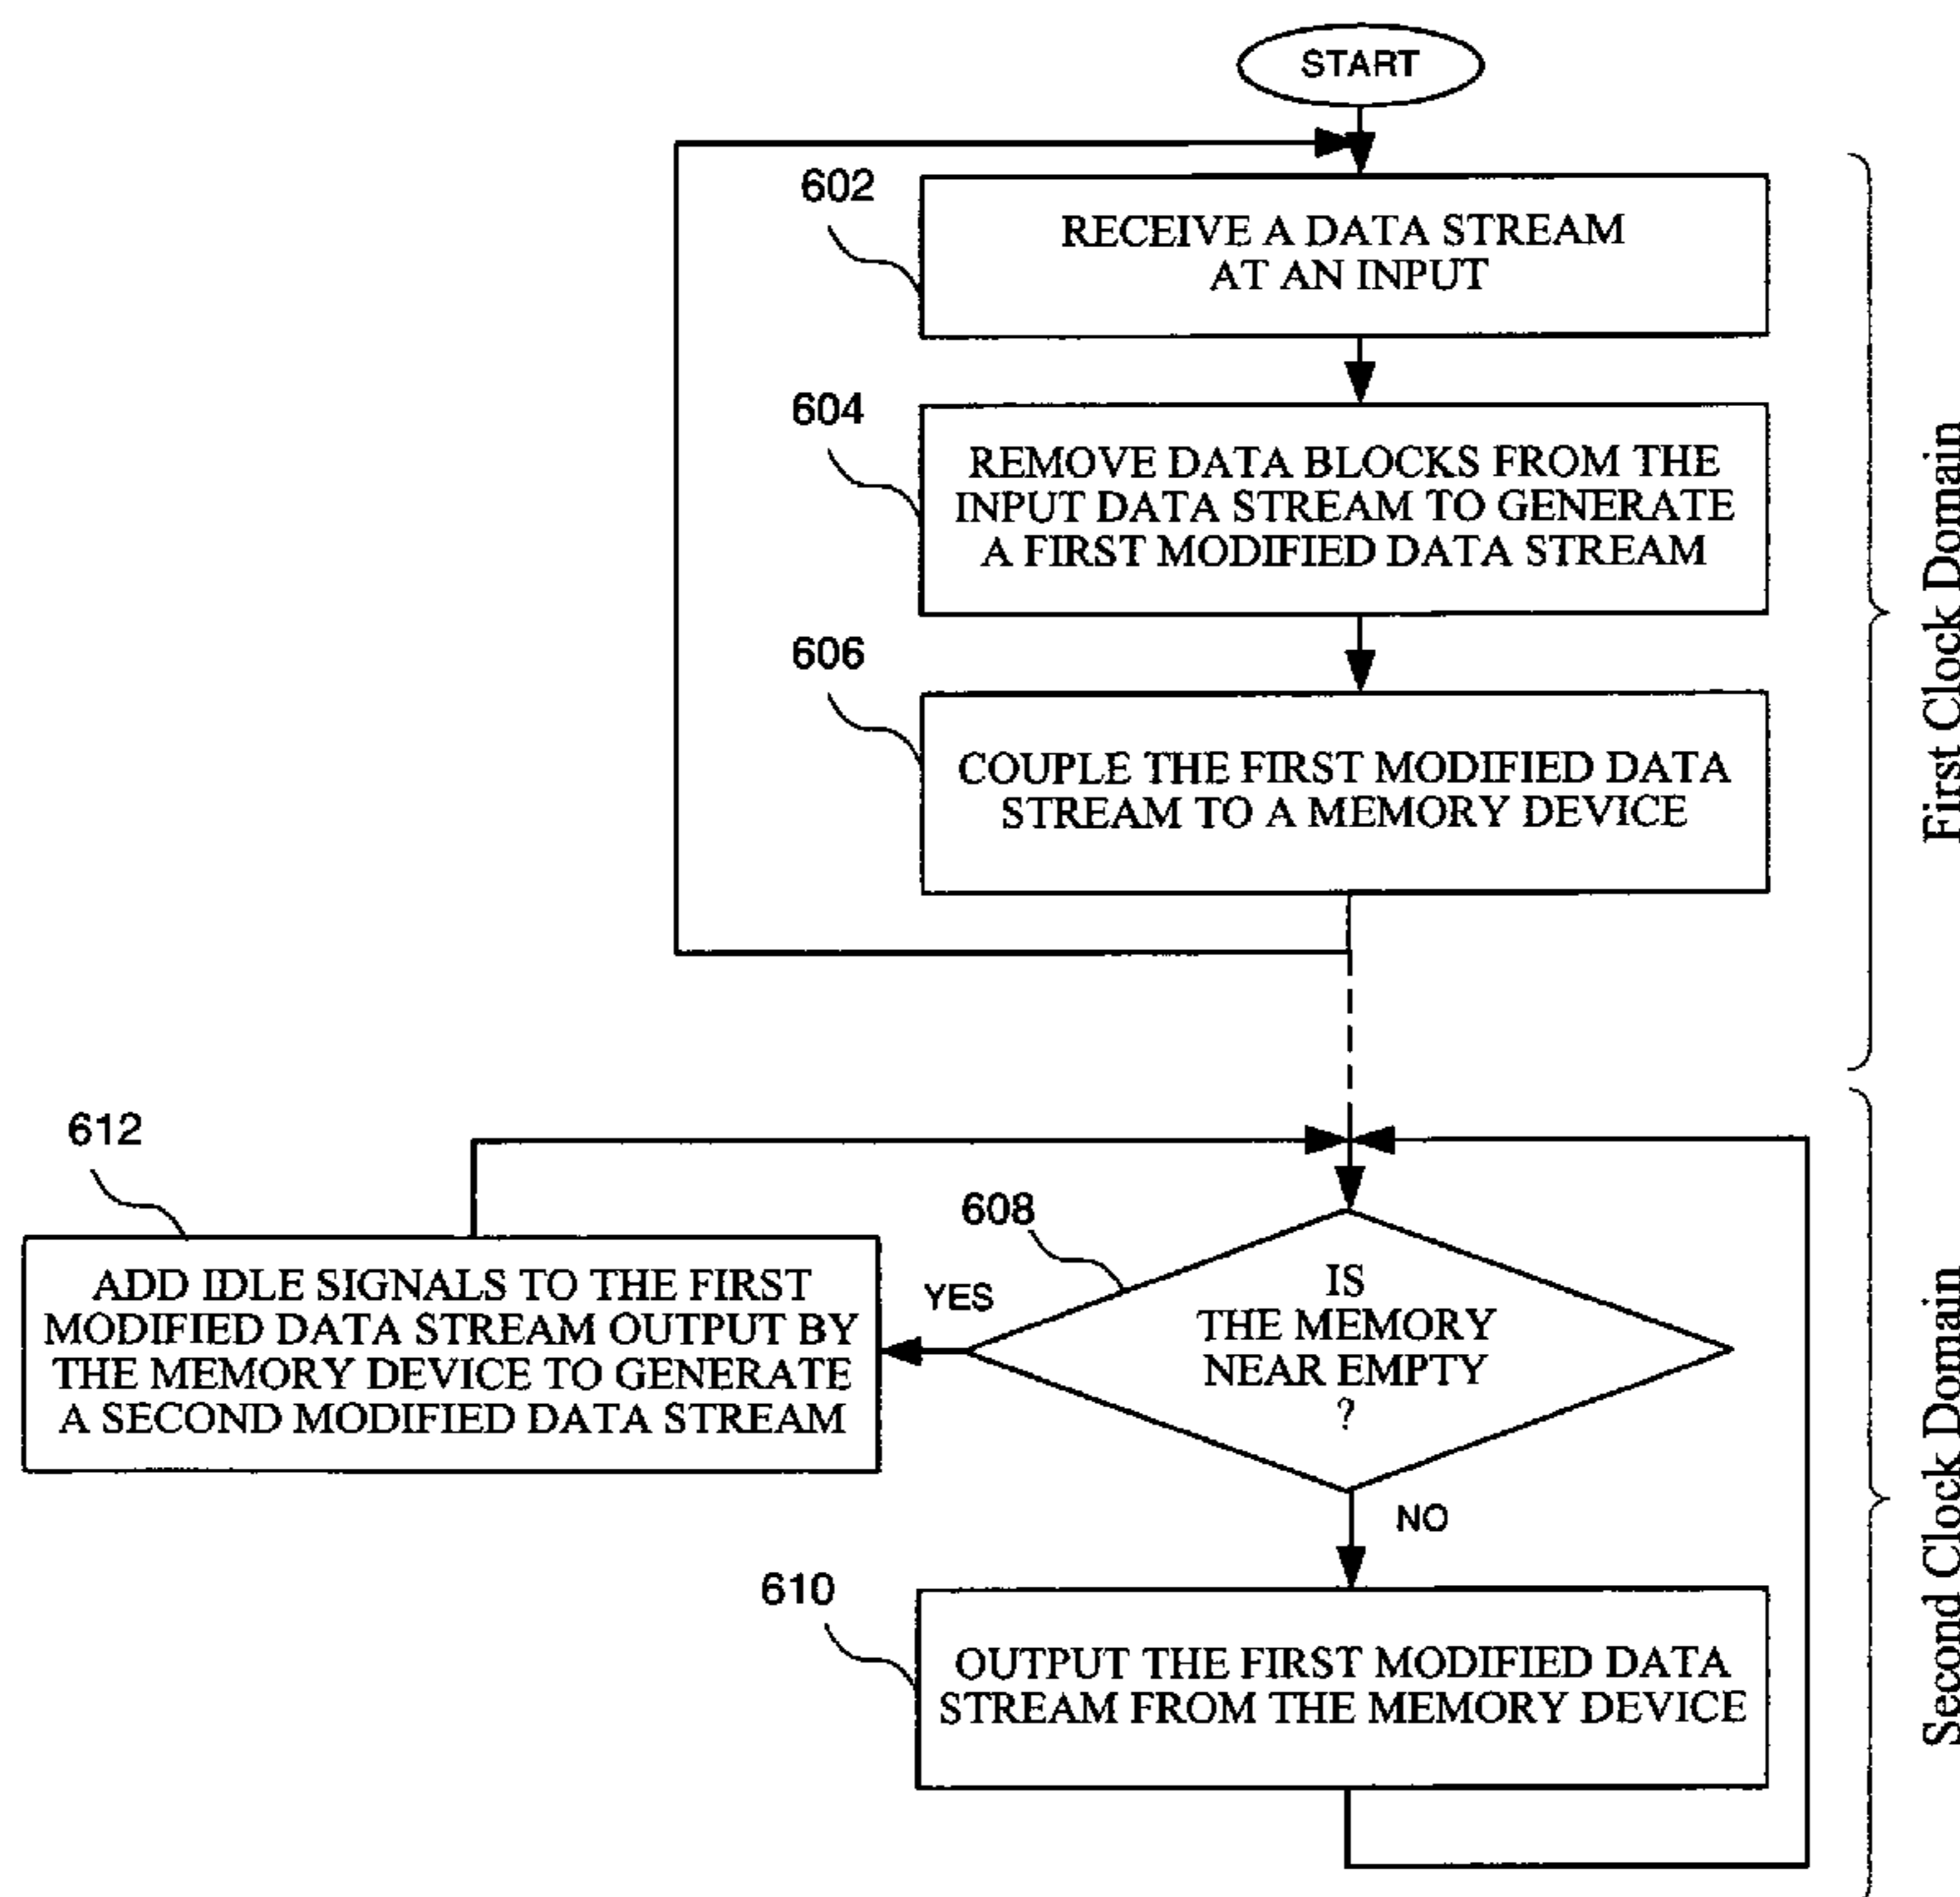 START
602
RECEIVE A DATA STREAM
AT AN INPUT
604
REMOVE DATA BLOCKS FROM THE
INPUT DATA STREAM TO GENERATE
A FIRST MODIFIED DATA STREAM
606
COUPLE THE FIRST MODIFIED DATA
STREAM TO A MEMORY DEVICE
First Clock Domain
612
ADD IDLE SIGNALS TO THE FIRST
MODIFIED DATA STREAM OUTPUT BY
THE MEMORY DEVICE TO GENERATE
A SECOND MODIFIED DATA STREAM
608
YES
IS
THE MEMORY
NEAR EMPTY
?
NO
610
OUTPUT THE FIRST MODIFIED DATA
STREAM FROM THE MEMORY DEVICE
Second Clock Domain